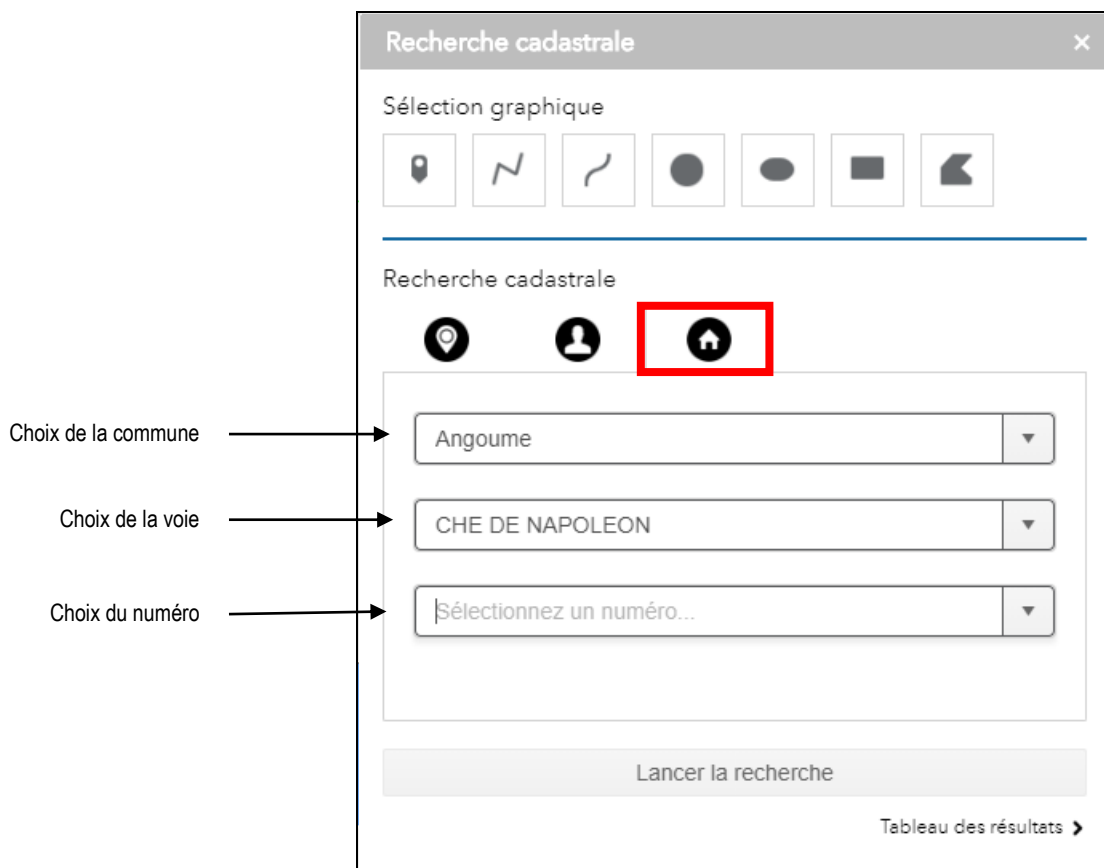 Recherche cadastrale
Sélection graphique
Recherche cadastrale
Choix de la commune
Angoume
Choix de la voie
CHE DE NAPOLEON
Choix du numéro
Sélectionnez un numéro...
Lancer la recherche
Tableau des résultats